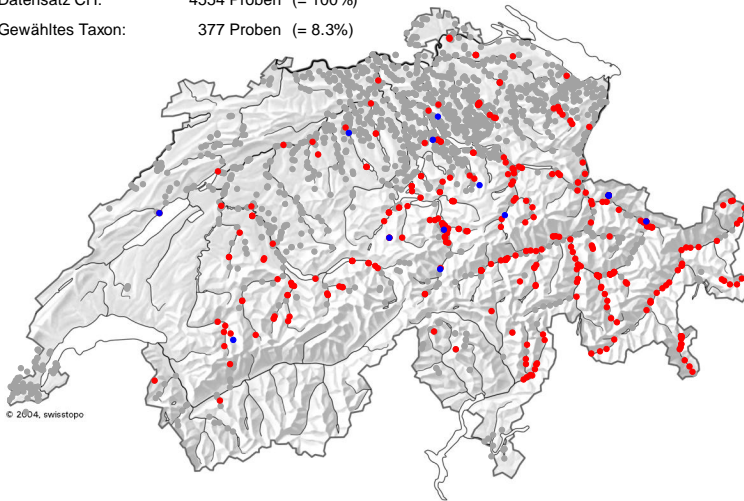 Datensatz CH: 4554 Proben (= 100%)
Gewähltes Taxon: 377 Proben (= 8.3%)
© 2004, swisstopo